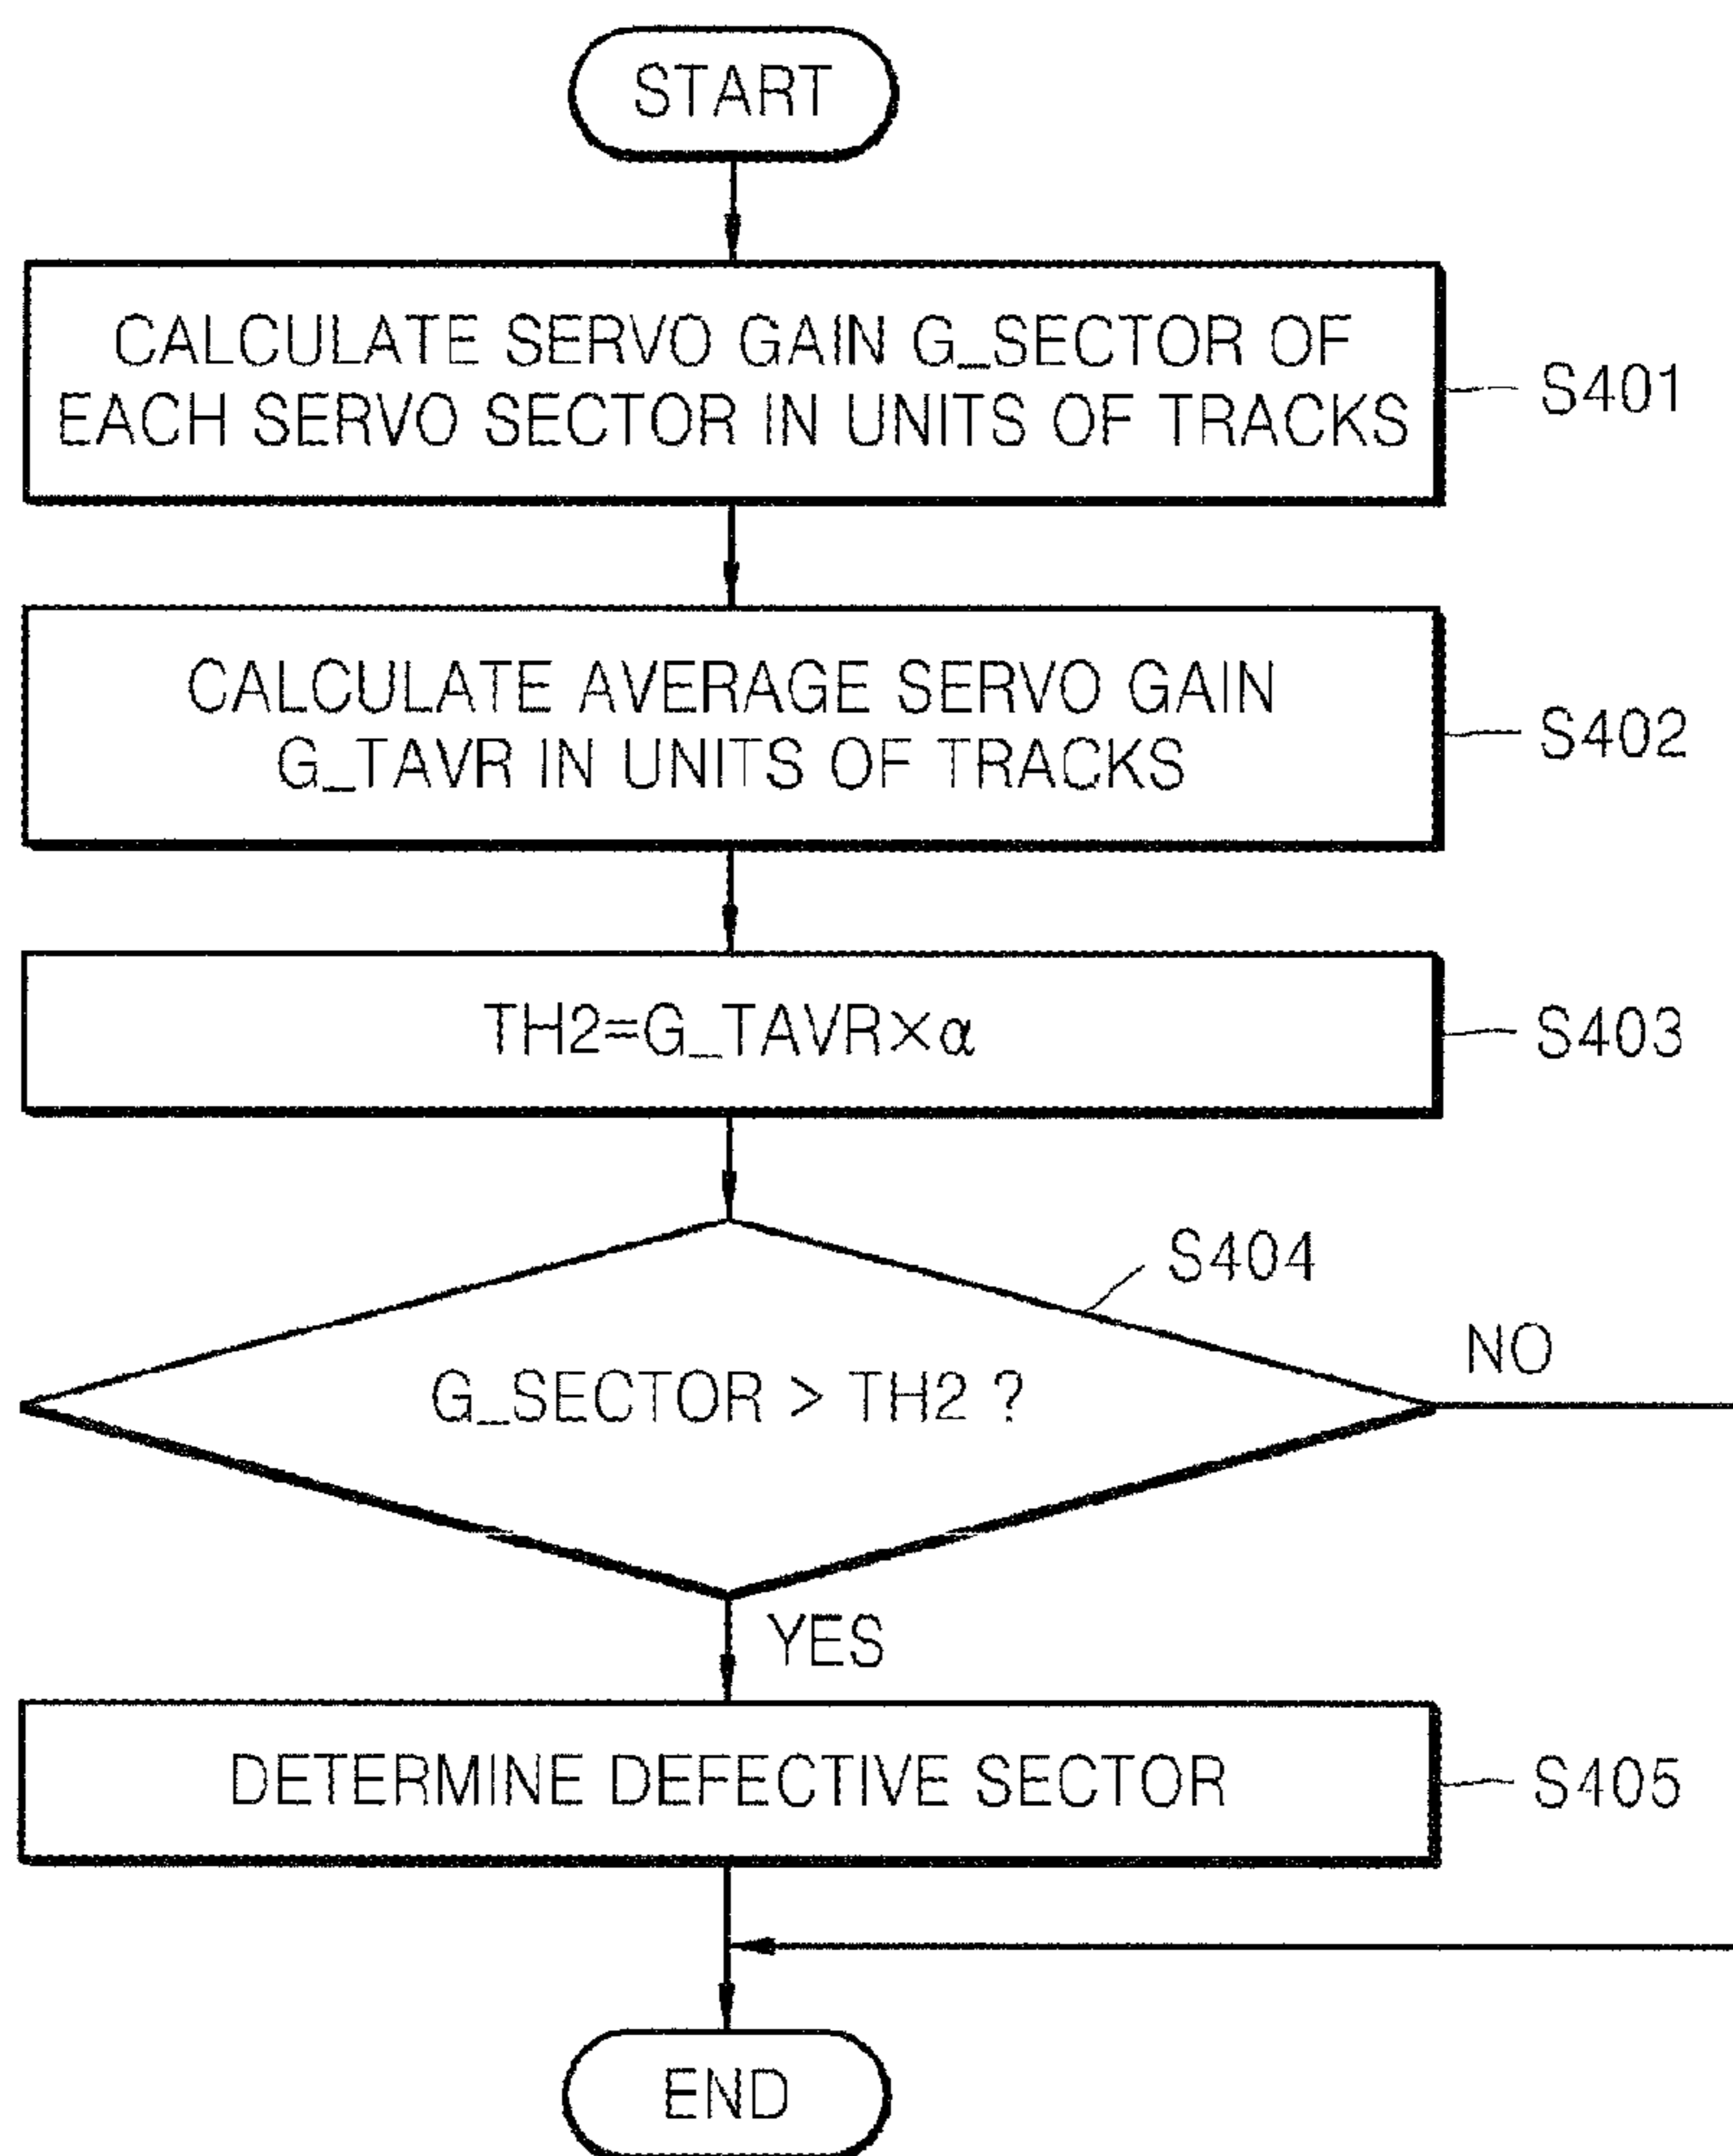 START
CALCULATE SERVO GAIN G_SECTOR OF
EACH SERVO SECTOR IN UNITS OF TRACKS
S401
CALCULATE AVERAGE SERVO GAIN
G_TAVR IN UNITS OF TRACKS
S402
TH2=G_TAVR×α
S403
S404
G_SECTOR > TH2 ?
NO
YES
DETERMINE DEFECTIVE SECTOR
S405
END